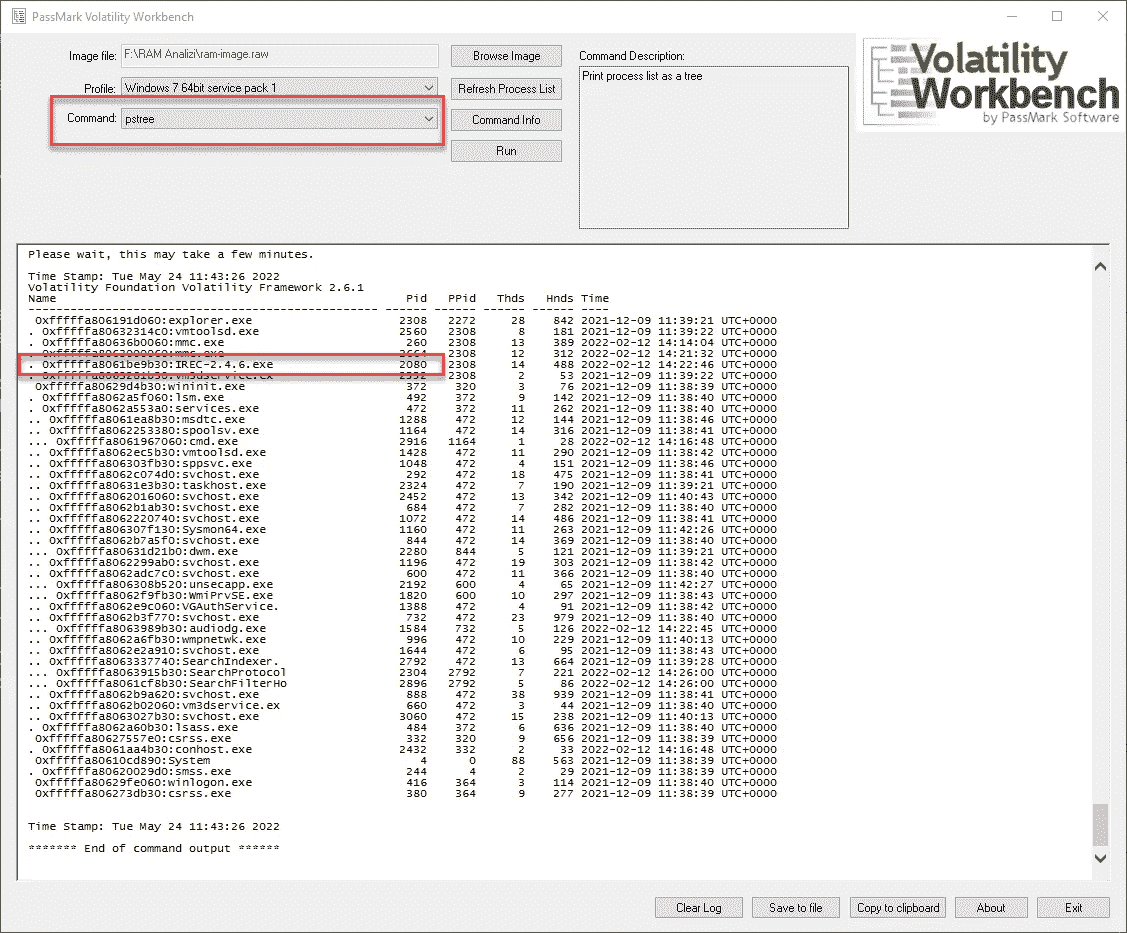 PassMark Volatility Workbench
Image file: F:\RAM Analizi\ram-image.raw Browse Image
Profile: Windows 7 64bit service pack 1 Refresh Process List
Command: pstree Command Info
Run
Command Description:
Print process list as a tree
Volatility
Workbench
by PassMark Software
Please wait, this may take a few minutes.
Time Stamp: Tue May 24 11:43:26 2022
Volatility Foundation Volatility Framework 2.6.1
Name Pid PPid Thds Hnds Time
-------------------------------------------------- ------ ------ ------ ------ ----
0xfffffa806191d060:explorer.exe 2308 2272 28 842 2021-12-09 11:39:21 UTC+0000
. 0xfffffa80632314c0:vmtoolsd.exe 2560 2308 8 181 2021-12-09 11:39:22 UTC+0000
. 0xfffffa80636b0060:mmc.exe 260 2308 13 389 2022-02-12 14:14:04 UTC+0000
2308 12 312 2022-02-12 14:21:32 UTC+0000
. 0xfffffa8061be9b30:IREC-2.4.6.exe 2080 2308 14 488 2022-02-12 14:22:46 UTC+0000
2308 2 53 2021-12-09 11:39:22 UTC+0000
0xfffffa80629d4b30:wininit.exe 372 320 3 76 2021-12-09 11:38:39 UTC+0000
. 0xfffffa8062a5f060:lsm.exe 492 372 9 142 2021-12-09 11:38:40 UTC+0000
. 0xfffffa8062a553a0:services.exe 472 372 11 262 2021-12-09 11:38:40 UTC+0000
.. 0xfffffa8061ea8b30:msdtc.exe 1288 472 12 144 2021-12-09 11:38:46 UTC+0000
.. 0xfffffa8062253380:spoolsv.exe 1164 472 14 316 2021-12-09 11:38:41 UTC+0000
... 0xfffffa8061967060:cmd.exe 2916 1164 1 28 2022-02-12 14:16:48 UTC+0000
.. 0xfffffa8062ec5b30:vmtoolsd.exe 1428 472 11 290 2021-12-09 11:38:42 UTC+0000
.. 0xfffffa806303fb30:sppsvc.exe 1048 472 4 151 2021-12-09 11:38:46 UTC+0000
.. 0xfffffa8062c074d0:svchost.exe 292 472 18 475 2021-12-09 11:38:41 UTC+0000
.. 0xfffffa80631e3b30:taskhost.exe 2324 472 7 190 2021-12-09 11:39:21 UTC+0000
.. 0xfffffa8062016060:svchost.exe 2452 472 13 342 2021-12-09 11:40:43 UTC+0000
.. 0xfffffa8062b1ab30:svchost.exe 684 472 7 282 2021-12-09 11:38:40 UTC+0000
.. 0xfffffa8062220740:svchost.exe 1072 472 14 486 2021-12-09 11:38:41 UTC+0000
.. 0xfffffa806307f130:Sysmon64.exe 1160 472 11 263 2021-12-09 11:42:26 UTC+0000
.. 0xfffffa8062b7a5f0:svchost.exe 844 472 14 369 2021-12-09 11:38:40 UTC+0000
... 0xfffffa80631d21b0:dwm.exe 2280 844 5 121 2021-12-09 11:39:21 UTC+0000
.. 0xfffffa8062299ab0:svchost.exe 1196 472 19 303 2021-12-09 11:38:42 UTC+0000
.. 0xfffffa8062adc7c0:svchost.exe 600 472 11 366 2021-12-09 11:38:40 UTC+0000
... 0xfffffa806308b520:unsecapp.exe 2192 600 4 65 2021-12-09 11:42:27 UTC+0000
... 0xfffffa8062f9fb30:WmiPrvSE.exe 1820 600 10 297 2021-12-09 11:38:43 UTC+0000
.. 0xfffffa8062e9c060:VGAuthService. 1388 472 4 91 2021-12-09 11:38:42 UTC+0000
.. 0xfffffa8062b3f770:svchost.exe 732 472 23 979 2021-12-09 11:38:40 UTC+0000
... 0xfffffa8063989b30:audiodg.exe 1584 732 5 126 2022-02-12 14:22:45 UTC+0000
.. 0xfffffa8062a6fb30:wmpnetwk.exe 996 472 10 229 2021-12-09 11:40:13 UTC+0000
.. 0xfffffa8062e2a910:svchost.exe 1644 472 6 95 2021-12-09 11:38:43 UTC+0000
.. 0xfffffa8063337740:SearchIndexer. 2792 472 13 664 2021-12-09 11:39:28 UTC+0000
... 0xfffffa8063915b30:SearchProtocol 2304 2792 7 221 2022-02-12 14:26:00 UTC+0000
... 0xfffffa8061cf8b30:SearchFilterHo 2896 2792 5 86 2022-02-12 14:26:00 UTC+0000
.. 0xfffffa8062b9a620:svchost.exe 888 472 38 939 2021-12-09 11:38:41 UTC+0000
.. 0xfffffa8062b02060:vm3dservice.ex 660 472 3 44 2021-12-09 11:38:40 UTC+0000
.. 0xfffffa8063027b30:svchost.exe 3060 472 15 238 2021-12-09 11:40:13 UTC+0000
. 0xfffffa8062a60b30:lsass.exe 484 372 6 636 2021-12-09 11:38:40 UTC+0000
0xfffffa80627557e0:csrss.exe 332 320 9 656 2021-12-09 11:38:39 UTC+0000
. 0xfffffa8061aa4b30:conhost.exe 2432 332 2 33 2022-02-12 14:16:48 UTC+0000
0xfffffa80610cd890:System 4 0 88 563 2021-12-09 11:38:39 UTC+0000
. 0xfffffa80620029d0:smss.exe 244 4 2 29 2021-12-09 11:38:39 UTC+0000
0xfffffa80629fe060:winlogon.exe 416 364 3 114 2021-12-09 11:38:40 UTC+0000
0xfffffa806273db30:csrss.exe 380 364 9 277 2021-12-09 11:38:39 UTC+0000
Time Stamp: Tue May 24 11:43:26 2022
******* End of command output ******
Clear Log Save to file Copy to clipboard About Exit